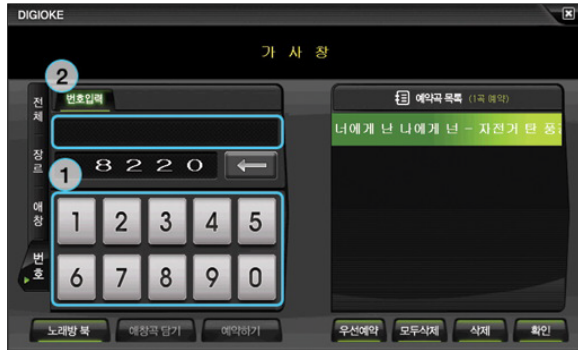 DIGIOKE
가 사 창
2
번호입력
전체
장르
애창
번호
8 2 2 0
1
1 2 3 4 5
6 7 8 9 0
예약곡 목록 (1곡 예약)
너에게 난 나에게 넌 - 자전거 탄 풍경
노래방 북
애창곡 담기
예약하기
우선예약
모두삭제
삭제
확인